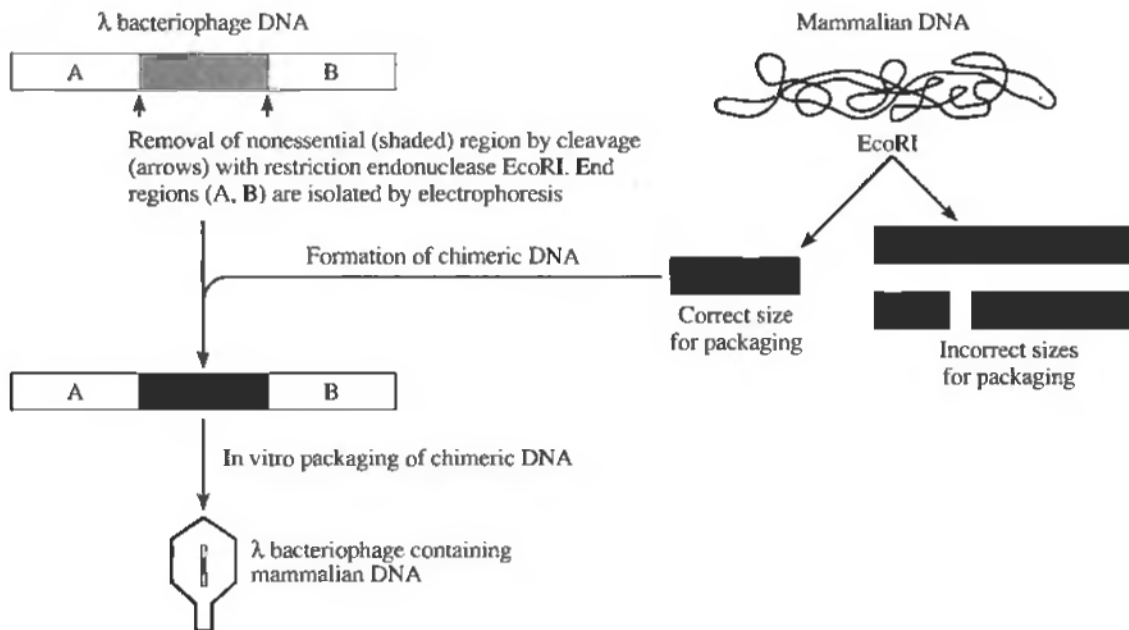 λ bacteriophage DNA
A
B
Removal of nonessential (shaded) region by cleavage
(arrows) with restriction endonuclease EcoRI. End
regions (A, B) are isolated by electrophoresis
Mammalian DNA
EcoRI
Formation of chimeric DNA
Correct size
for packaging
Incorrect sizes
for packaging
A
B
In vitro packaging of chimeric DNA
λ bacteriophage containing
mammalian DNA